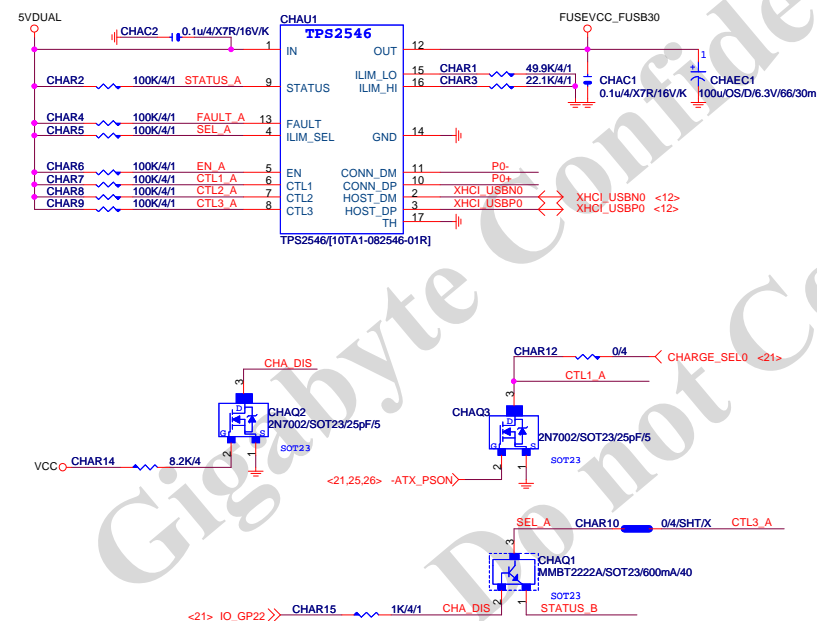 5VDUAL
FUSEVCC_FUSB30
CHAC2 0.1u/4/X7R/16V/K
CHAU1
TPS2546
1 IN OUT 12
ILIM_LO 15 CHAR1 49.9K/4/1
ILIM_HI 16 CHAR3 22.1K/4/1
CHAC1
0.1u/4/X7R/16V/K
1
+
CHAEC1
100u/OS/D/6.3V/66/30m
CHAR2 100K/4/1 STATUS_A 9 STATUS
CHAR4 100K/4/1 FAULT_A 13 FAULT
CHAR5 100K/4/1 SEL_A 4 ILIM_SEL
GND 14
CHAR6 100K/4/1 EN_A 5 EN
CHAR7 100K/4/1 CTL1_A 6 CTL1
CHAR8 100K/4/1 CTL2_A 7 CTL2
CHAR9 100K/4/1 CTL3_A 8 CTL3
CONN_DM 11 P0-
CONN_DP 10 P0+
HOST_DM 2 XHCI_USBN0 XHCI_USBN0 <12>
HOST_DP 3 XHCI_USBP0 XHCI_USBP0 <12>
TH 17
TPS2546/[10TA1-082546-01R]
CHA_DIS
3
D
G S
CHAQ2
2N7002/SOT23/25pF/5
SOT23
2 1
VCC CHAR14 8.2K/4
CHAR12 0/4 CHARGE_SEL0 <21>
CTL1_A
3
CHAQ3
D
G S
2N7002/SOT23/25pF/5
SOT23
2 1
<21,25,26> -ATX_PSON
SEL_A CHAR10 0/4/SHT/X CTL3_A
3
CHAQ1
MMBT2222A/SOT23/600mA/40
SOT23
2 1
<21> IO_GP22 CHAR15 1K/4/1 CHA_DIS STATUS_B
Gigabyte Confide
Do not Co